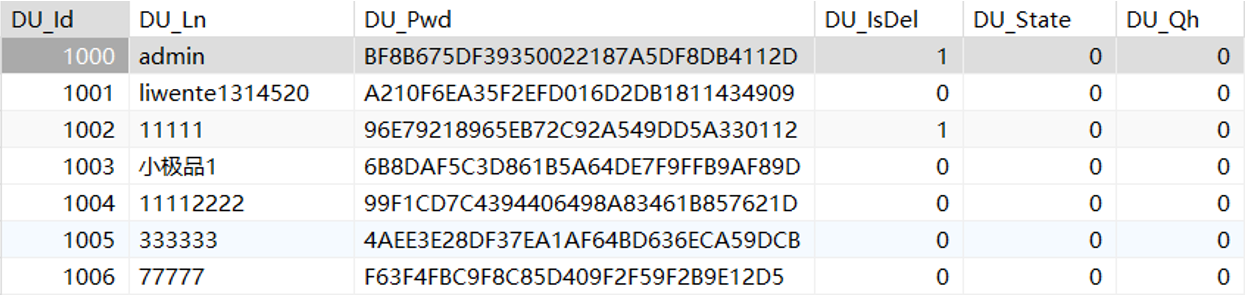 DU_Id DU_Ln DU_Pwd DU_IsDel DU_State DU_Qh
1000 admin BF8B675DF39350022187A5DF8DB4112D 1 0 0
1001 liwente1314520 A210F6EA35F2EFD016D2DB1811434909 0 0 0
1002 11111 96E79218965EB72C92A549DD5A330112 1 0 0
1003 小极品1 6B8DAF5C3D861B5A64DE7F9FFB9AF89D 0 0 0
1004 11112222 99F1CD7C4394406498A83461B857621D 0 0 0
1005 333333 4AEE3E28DF37EA1AF64BD636ECA59DCB 0 0 0
1006 77777 F63F4FBC9F8C85D409F2F59F2B9E12D5 0 0 0